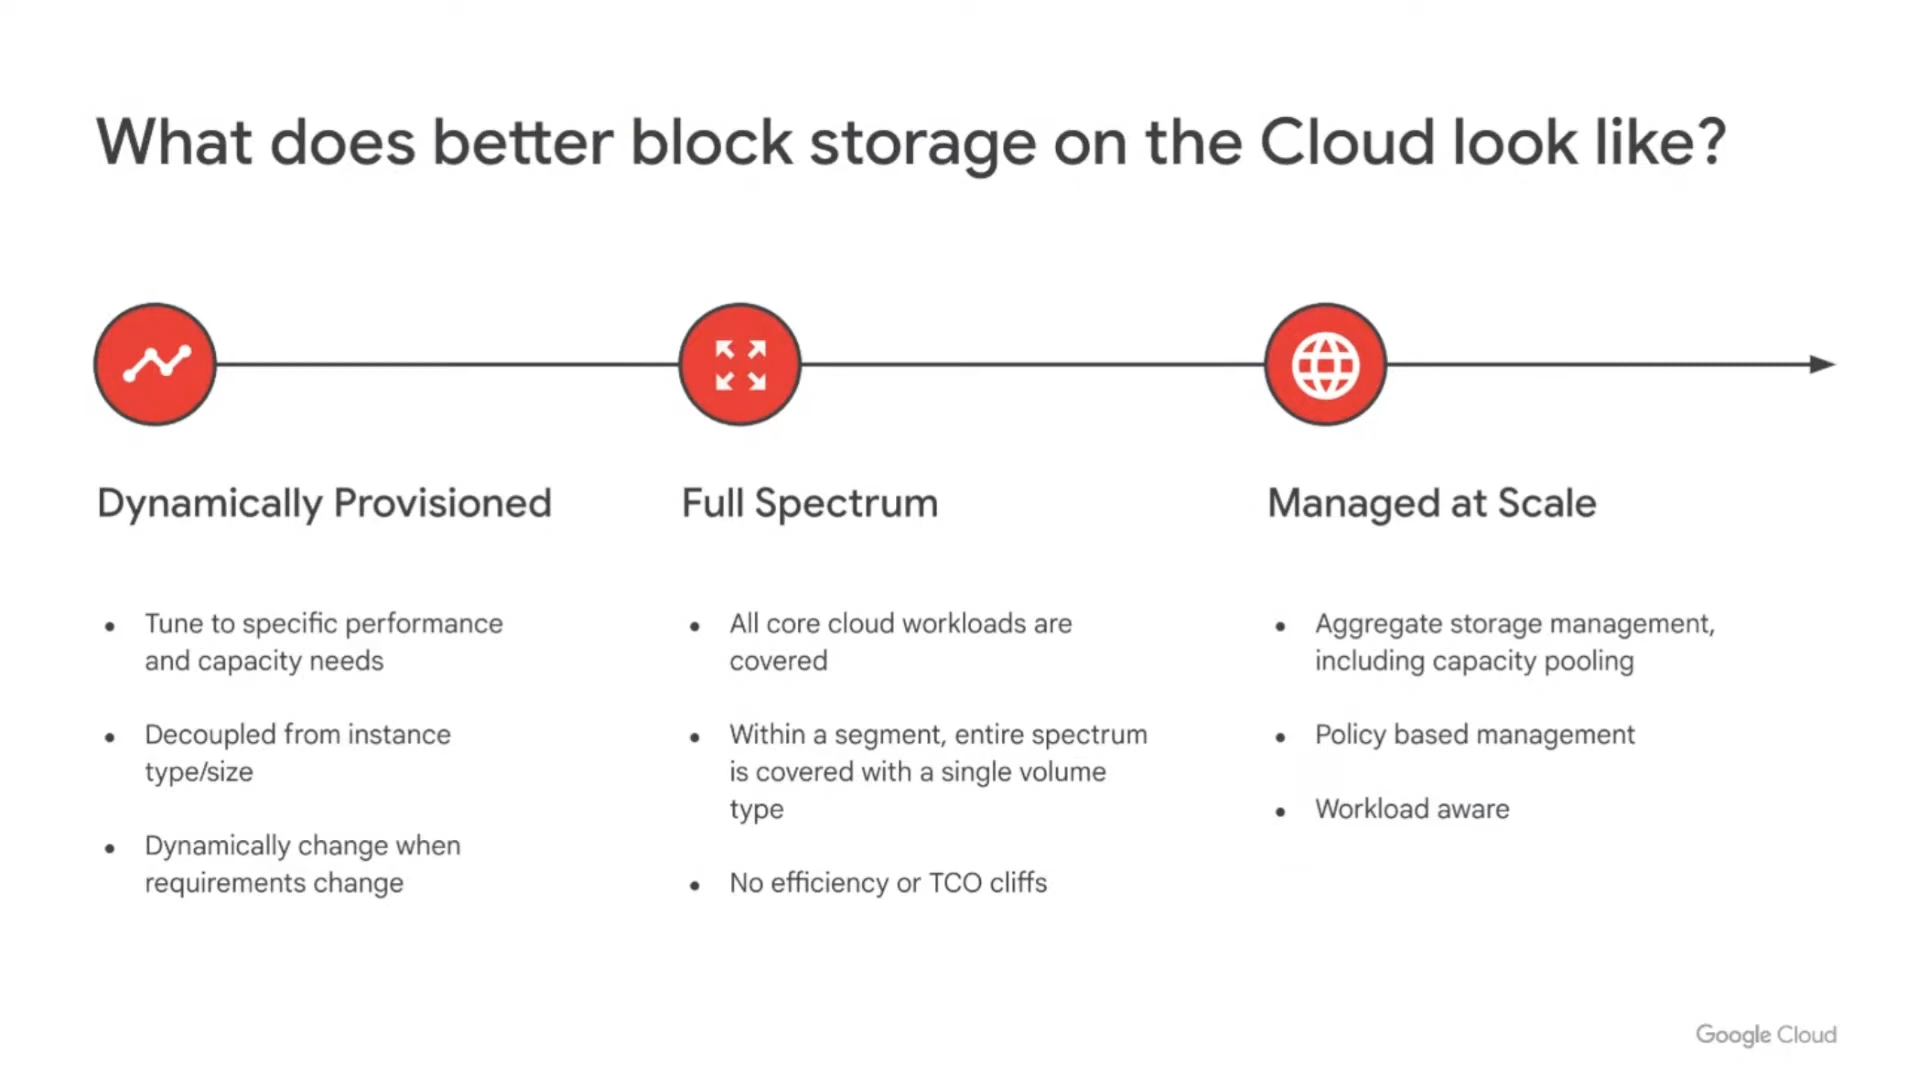 What does better block storage on the Cloud look like?
Dynamically Provisioned
• Tune to specific performance
and capacity needs
• Decoupled from instance
type/size
• Dynamically change when
requirements change
Full Spectrum
• All core cloud workloads are
covered
• Within a segment, entire spectrum
is covered with a single volume
type
• No efficiency or TCO cliffs
Managed at Scale
• Aggregate storage management,
including capacity pooling
• Policy based management
• Workload aware
Google Cloud